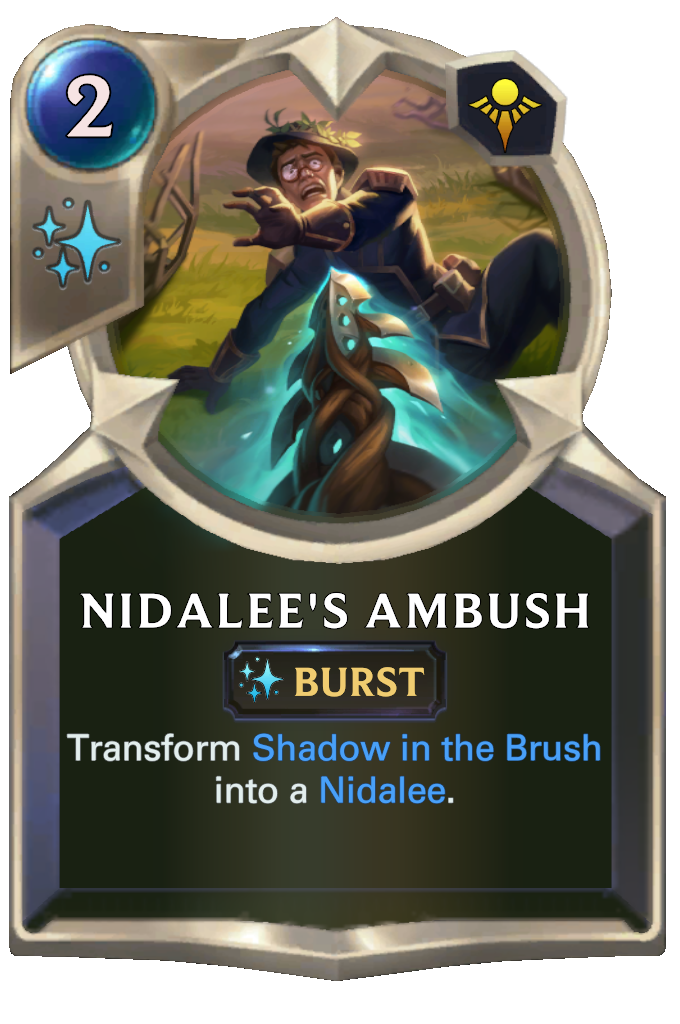 2
NIDALEE'S AMBUSH
BURST
Transform Shadow in the Brush
into a Nidalee.